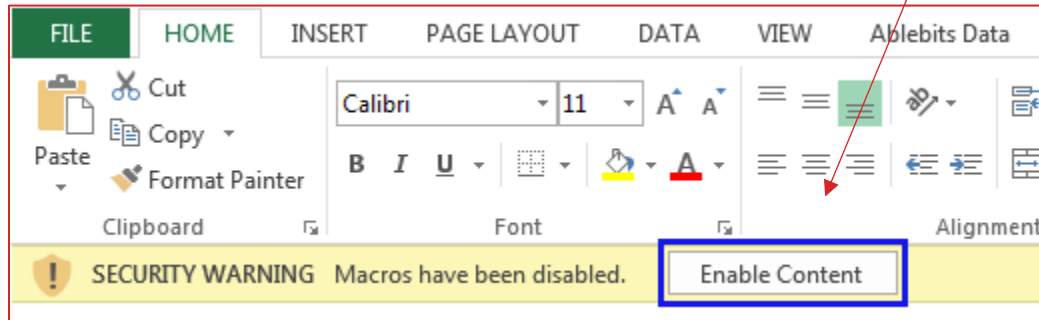 FILE HOME INSERT PAGE LAYOUT DATA VIEW Ablebits Data
Cut
Calibri 11 A A ab
Copy
Paste
B I U A
Format Painter
Clipboard Font Alignment
! SECURITY WARNING Macros have been disabled. Enable Content